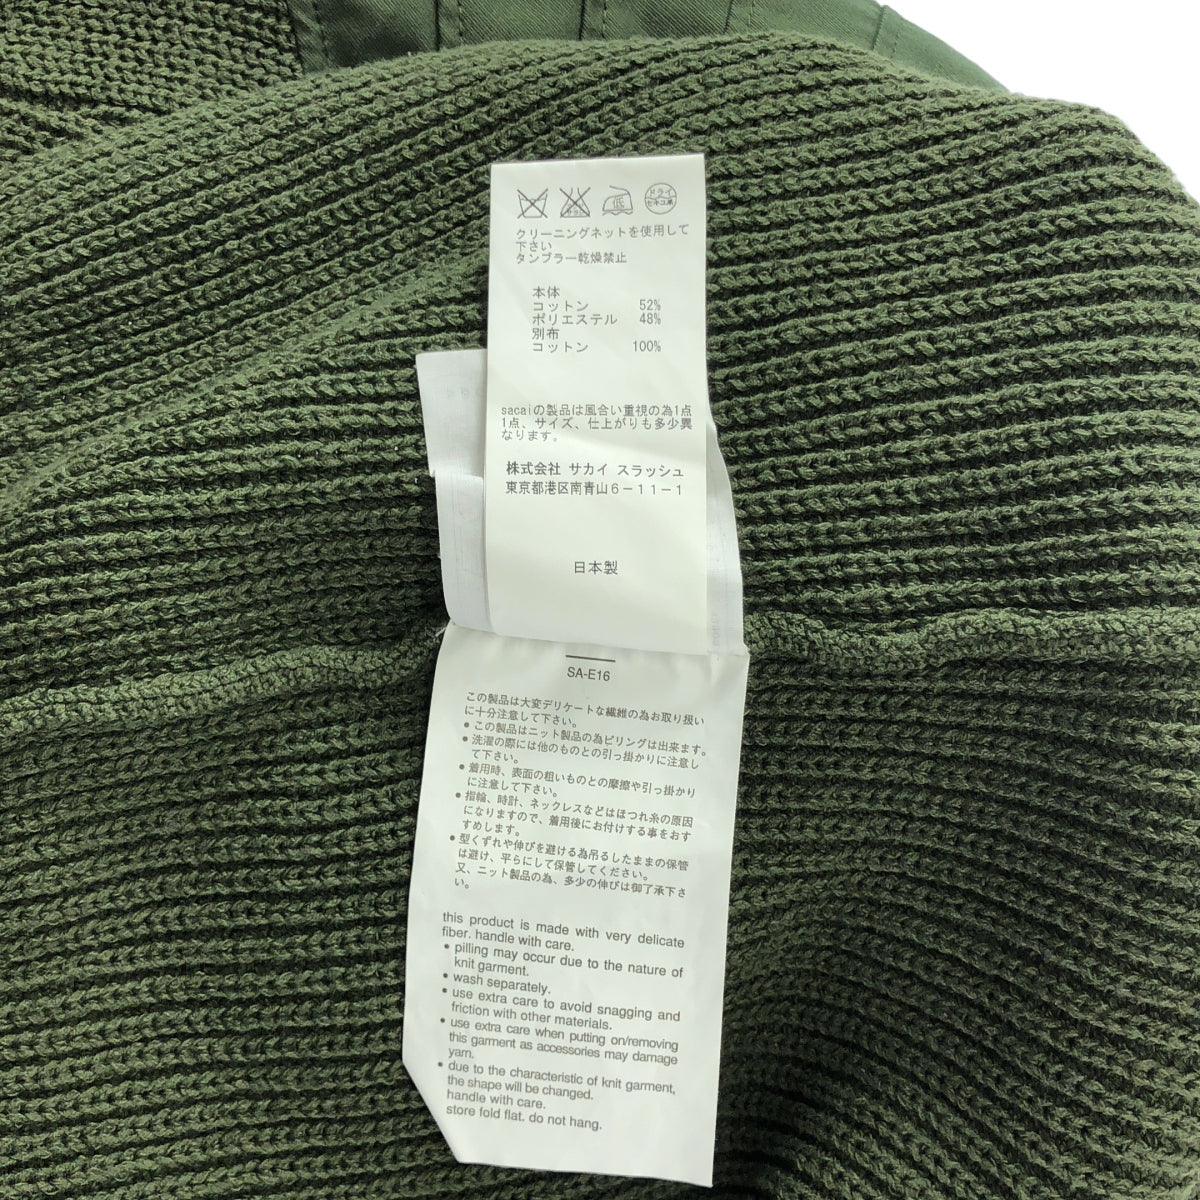 低
ドライ
セキユ系
クリーニングネットを使用して
下さい
タンブラー乾燥禁止
本体
コットン 52%
ポリエステル 48%
別布
コットン 100%
sacaiの製品は風合い重視の為1点
1点、サイズ、仕上がりも多少異
なります。
株式会社 サカイ スラッシュ
東京都港区南青山6-11-1
日本製
SA-E16
この製品は大変デリケートな繊維の為お取り扱い
に十分注意して下さい。
•この製品はニット製品の為ピリングは出来ます。
•洗濯の際には他のものとの引っ掛かりに注意し
て下さい。
•着用時、表面の粗いものとの摩擦や引っ掛かり
に注意して下さい。
•指輪、時計、ネックレスなどはほつれ糸の原因
になりますので、着用後にお付けする事をおす
すめします。
•型くずれや伸びを避ける為吊るしたままの保管
は避け、平らにして保管してください。
又、ニット製品の為、多少の伸びは御了承下さ
い。
this product is made with very delicate
fiber. handle with care.
• pilling may occur due to the nature of
knit garment.
• wash separately.
• use extra care to avoid snagging and
friction with other materials.
• use extra care when putting on/removing
this garment as accessories may damage
yarn.
• due to the characteristic of knit garment,
the shape will be changed.
handle with care.
store fold flat. do not hang.